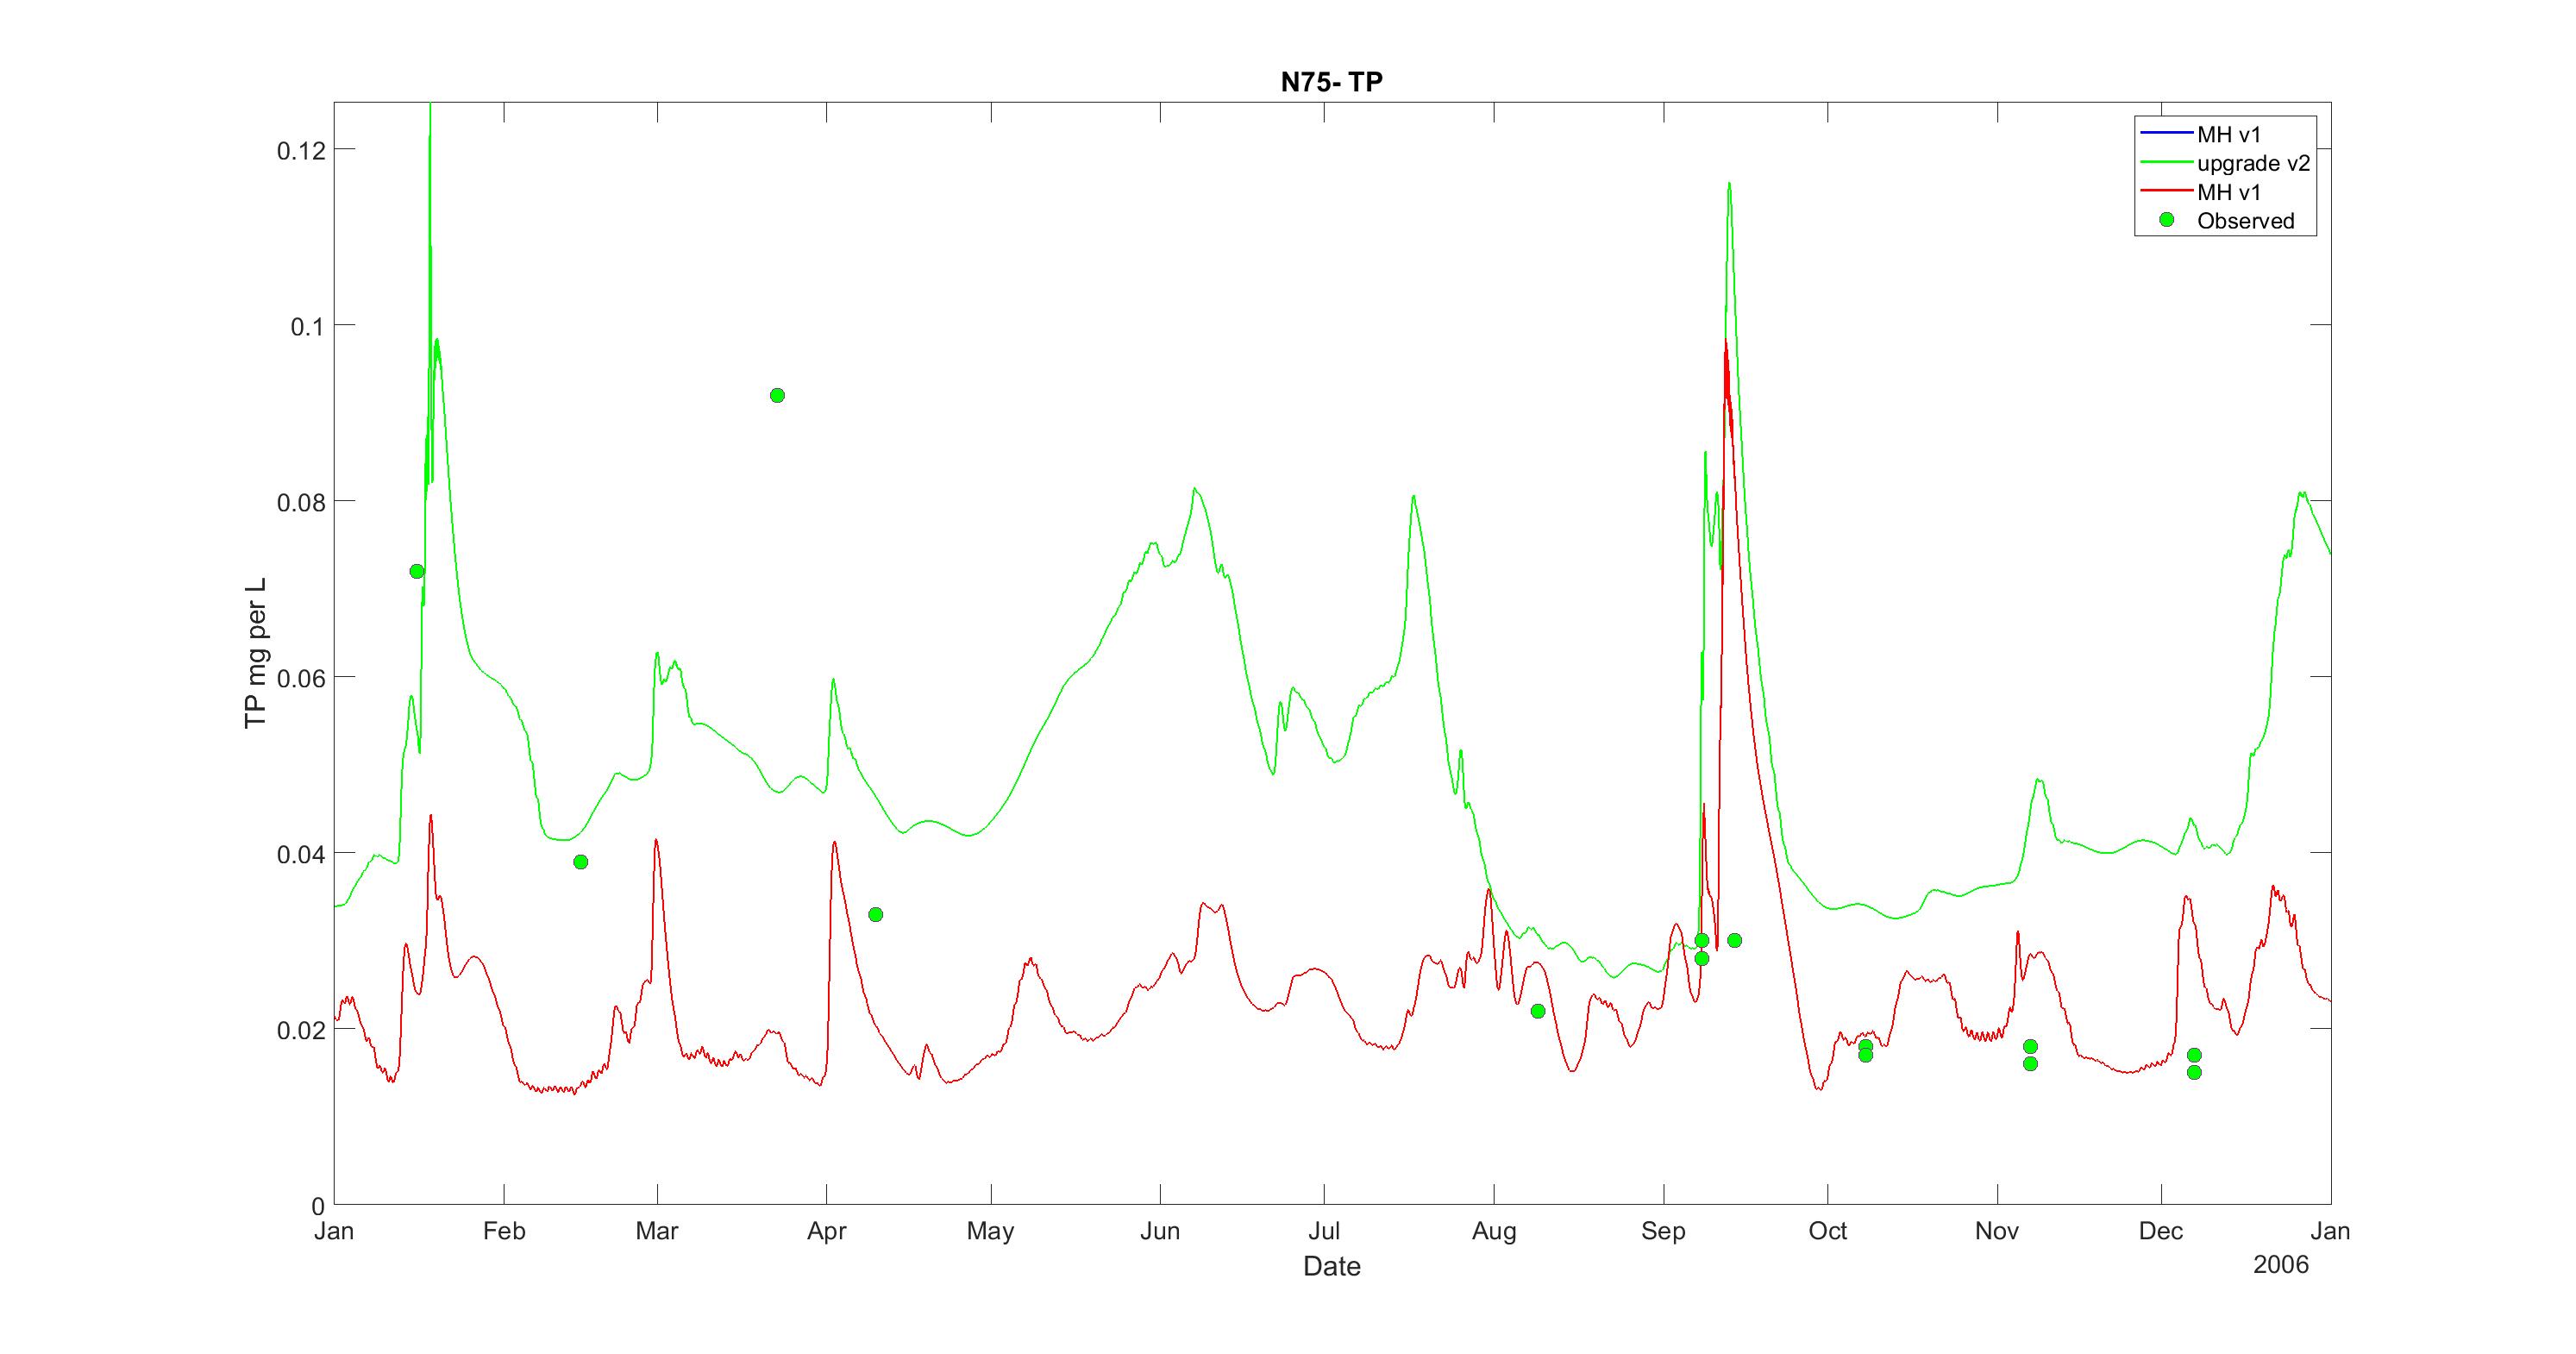 N75- TP
MH v1
upgrade v2
MH v1
Observed
TP mg per L
0.12
0.1
0.08
0.06
0.04
0.02
0
Jan Feb Mar Apr May Jun Jul Aug Sep Oct Nov Dec Jan
Date
2006